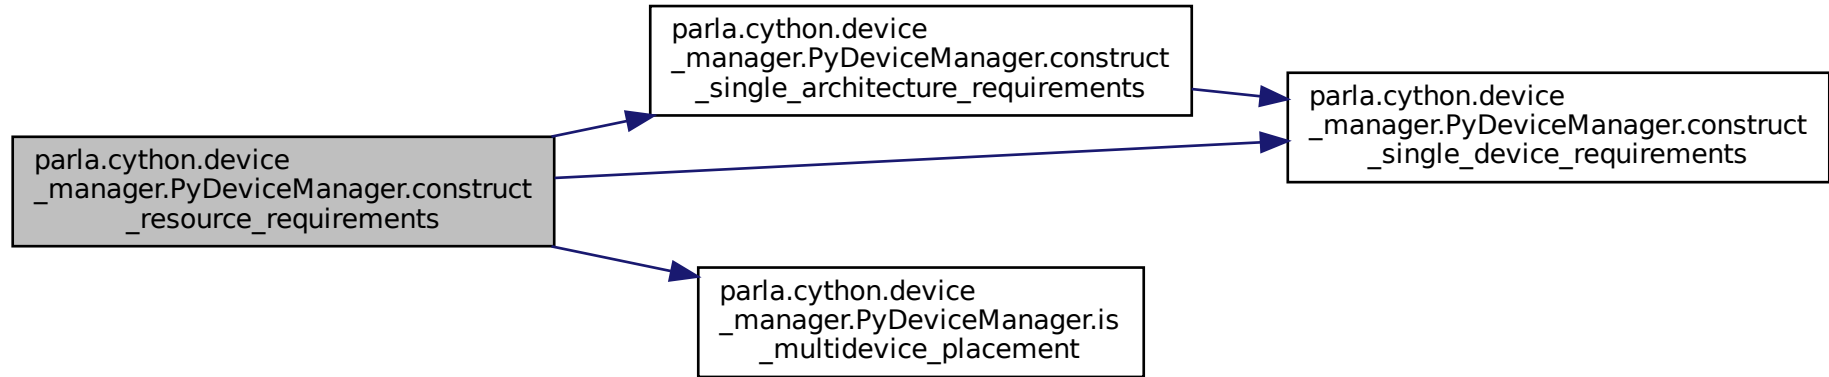 parla.cython.device
_manager.PyDeviceManager.construct
_resource_requirements
parla.cython.device
_manager.PyDeviceManager.construct
_single_architecture_requirements
parla.cython.device
_manager.PyDeviceManager.construct
_single_device_requirements
parla.cython.device
_manager.PyDeviceManager.is
_multidevice_placement